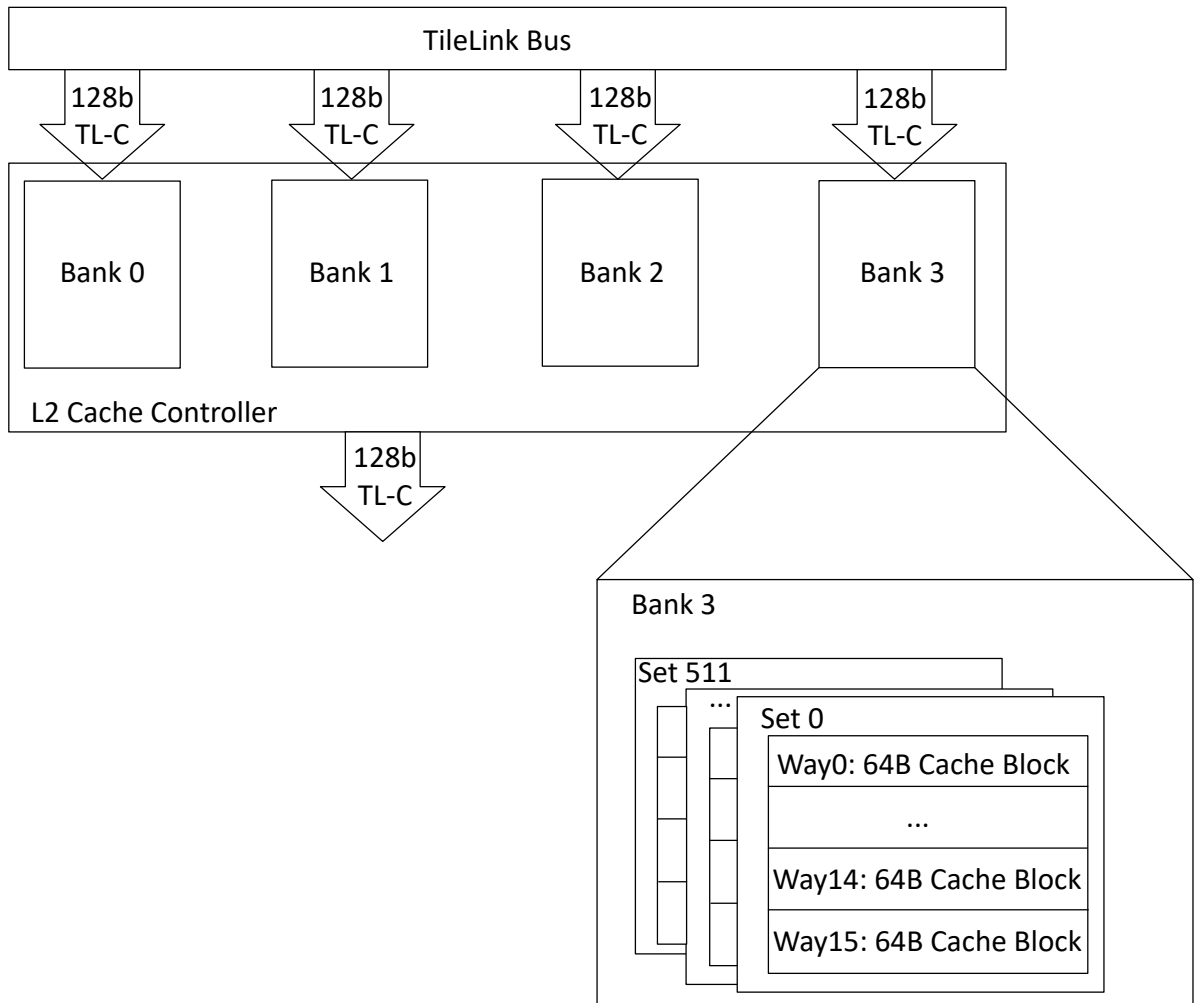 TileLink Bus
128b
TL-C
128b
TL-C
128b
TL-C
128b
TL-C
Bank 0
Bank 1
Bank 2
Bank 3
L2 Cache Controller
128b
TL-C
Bank 3
Set 511
...
Set 0
Way0: 64B Cache Block
...
Way14: 64B Cache Block
Way15: 64B Cache Block